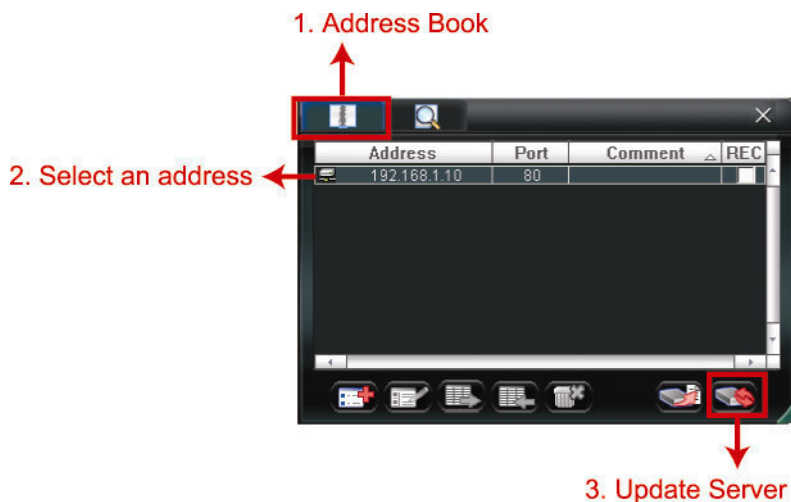 1. Address Book
Address Port Comment REC
2. Select an address
192.168.1.10 80
3. Update Server